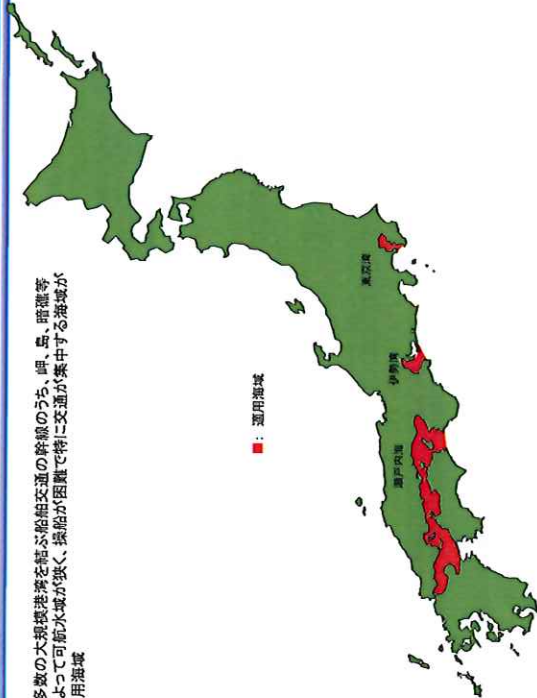 多数の大規模港湾を結ぶ船舶交通の幹線のうち、岬、島、暗礁等
よって可航水域が狭く、操船が困難で特に交通が集中する海域が
用海域
■：適用海域
瀬戸内海
伊勢湾
東京湾